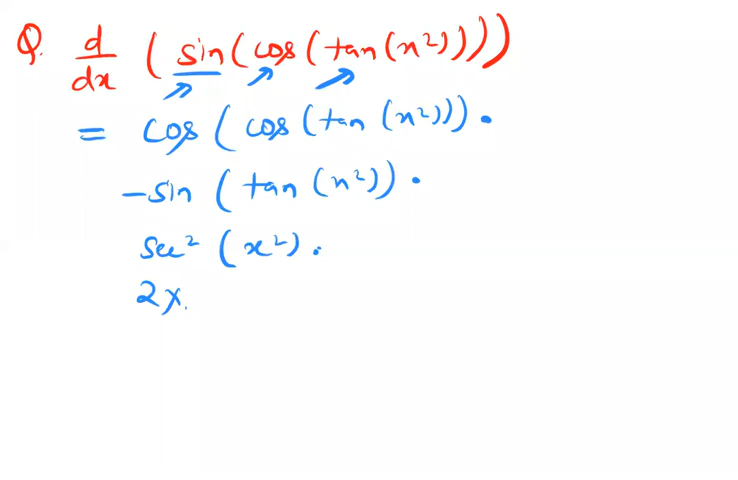 Q. d/dx (sin(cos(tan(x²))))
= cos(cos(tan(x²))).
-sin(tan(x²)).
sec²(x²).
2x.